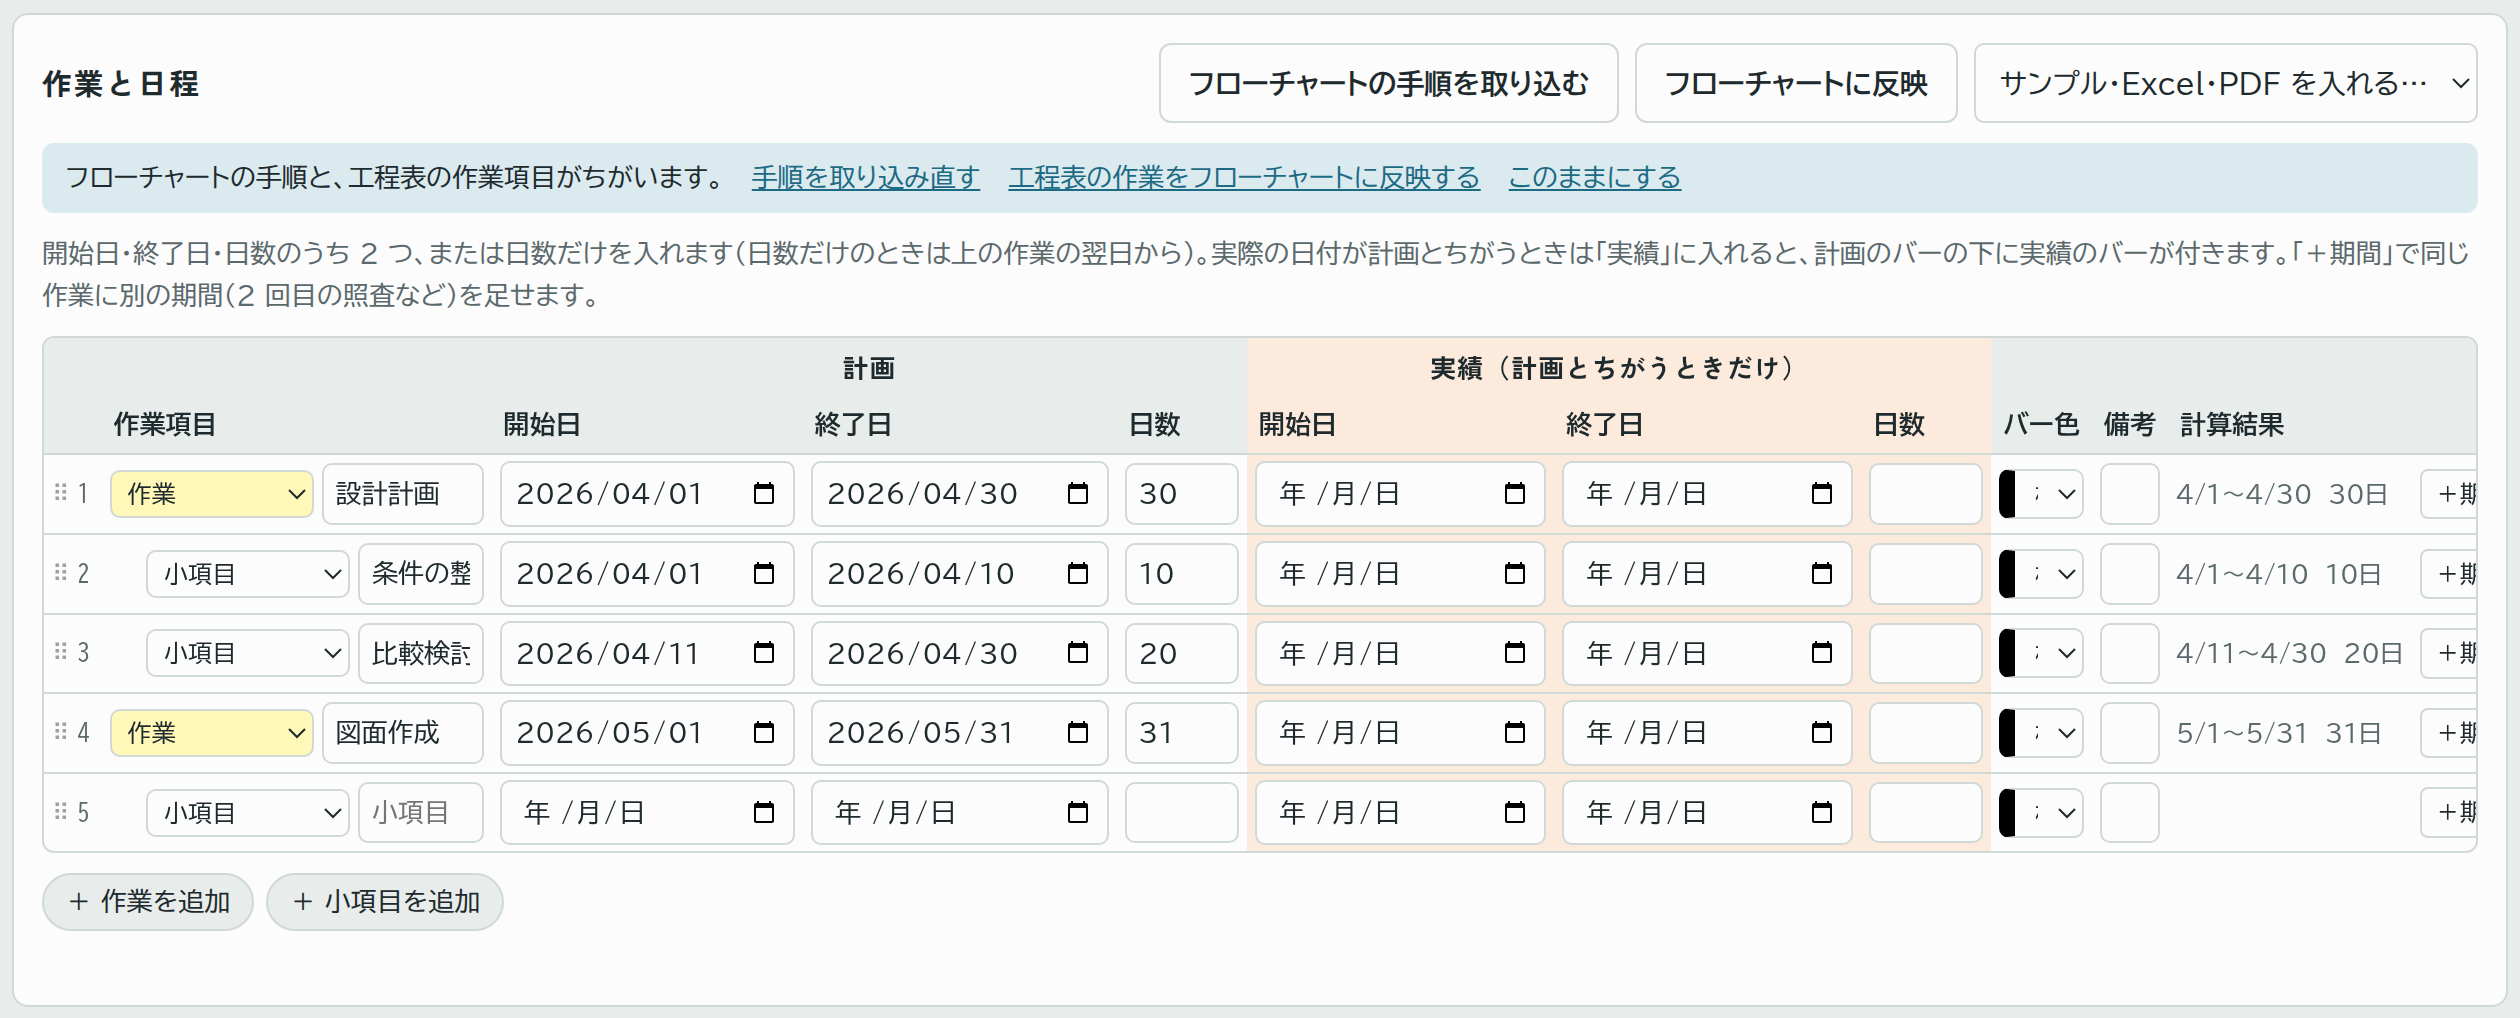 作業と日程
フローチャートの手順を取り込む
フローチャートに反映
サンプル・Excel・PDF を入れる…
フローチャートの手順と、工程表の作業項目がちがいます。 手順を取り込み直す 工程表の作業をフローチャートに反映する このままにする
開始日・終了日・日数のうち 2 つ、または日数だけを入れます（日数だけのときは上の作業の翌日から）。実際の日付が計画とちがうときは「実績」に入れると、計画のバーの下に実績のバーが付きます。「＋期間」で同じ
作業に別の期間（2 回目の照査など）を足せます。
計画 実績（計画とちがうときだけ）
作業項目 開始日 終了日 日数 開始日 終了日 日数 バー色 備考 計算結果
1 作業 設計計画 2026/04/01 2026/04/30 30 年 /月/日 年 /月/日 4/1～4/30 30日 ＋期
2 小項目 条件の整 2026/04/01 2026/04/10 10 年 /月/日 年 /月/日 4/1～4/10 10日 ＋期
3 小項目 比較検討 2026/04/11 2026/04/30 20 年 /月/日 年 /月/日 4/11～4/30 20日 ＋期
4 作業 図面作成 2026/05/01 2026/05/31 31 年 /月/日 年 /月/日 5/1～5/31 31日 ＋期
5 小項目 小項目 年 /月/日 年 /月/日 年 /月/日 年 /月/日 ＋期
＋ 作業を追加 ＋ 小項目を追加